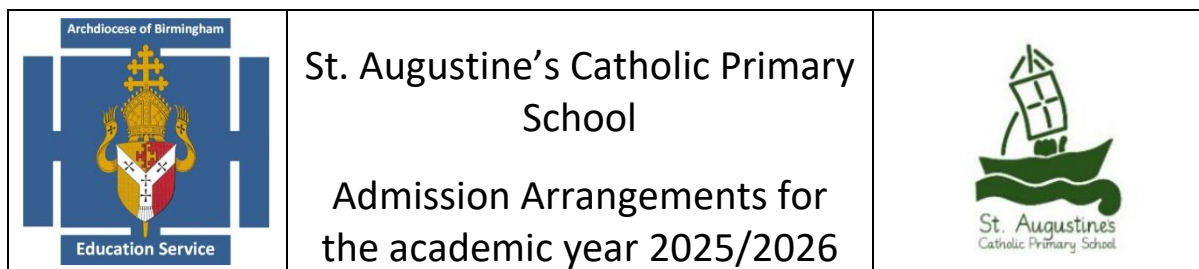 Archdiocese of Birmingham
Education Service
St. Augustine’s Catholic Primary
School
Admission Arrangements for
the academic year 2025/2026
St. Augustines
Catholic Primary School